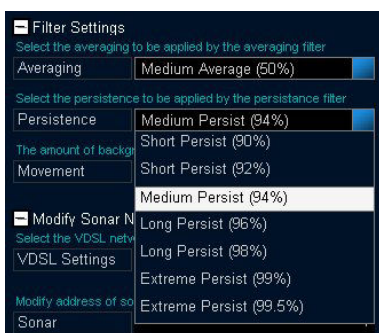 Filter Settings
Select the averaging to be applied by the averaging filter
Averaging Medium Average (50%)
Select the persistence to be applied by the persistance filter
Persistence Medium Persist (94%)
Short Persist (90%)
The amount of backgr
Movement Short Persist (92%)
Medium Persist (94%)
Modify Sonar N Long Persist (96%)
Select the VDSL netw
VDSL Settings Long Persist (98%)
Extreme Persist (99%)
Modify address of so
Sonar Extreme Persist (99.5%)